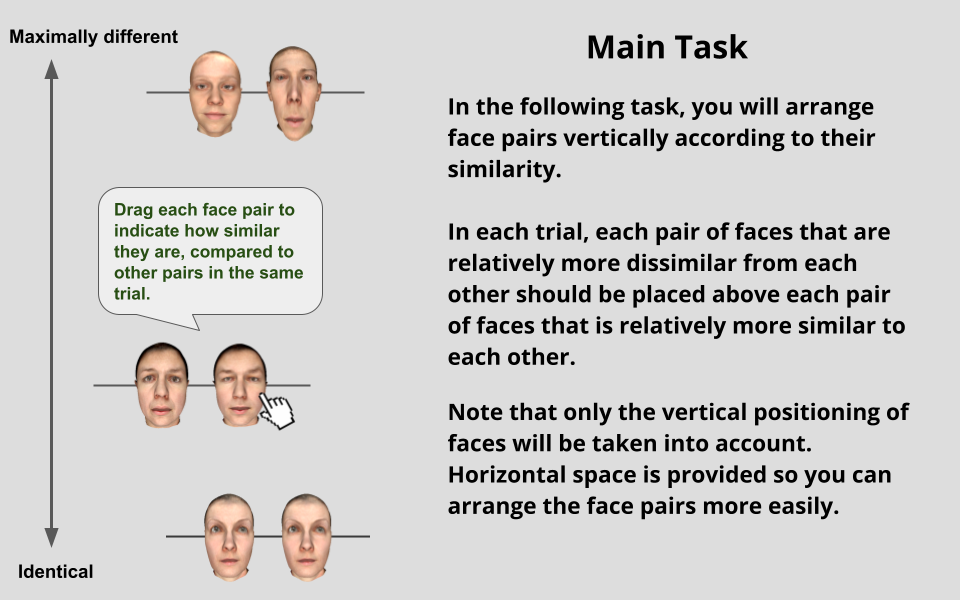 Maximally different
Drag each face pair to
indicate how similar
they are, compared to
other pairs in the same
trial.
Identical
Main Task
In the following task, you will arrange
face pairs vertically according to their
similarity.
In each trial, each pair of faces that are
relatively more dissimilar from each
other should be placed above each pair
of faces that is relatively more similar to
each other.
Note that only the vertical positioning of
faces will be taken into account.
Horizontal space is provided so you can
arrange the face pairs more easily.